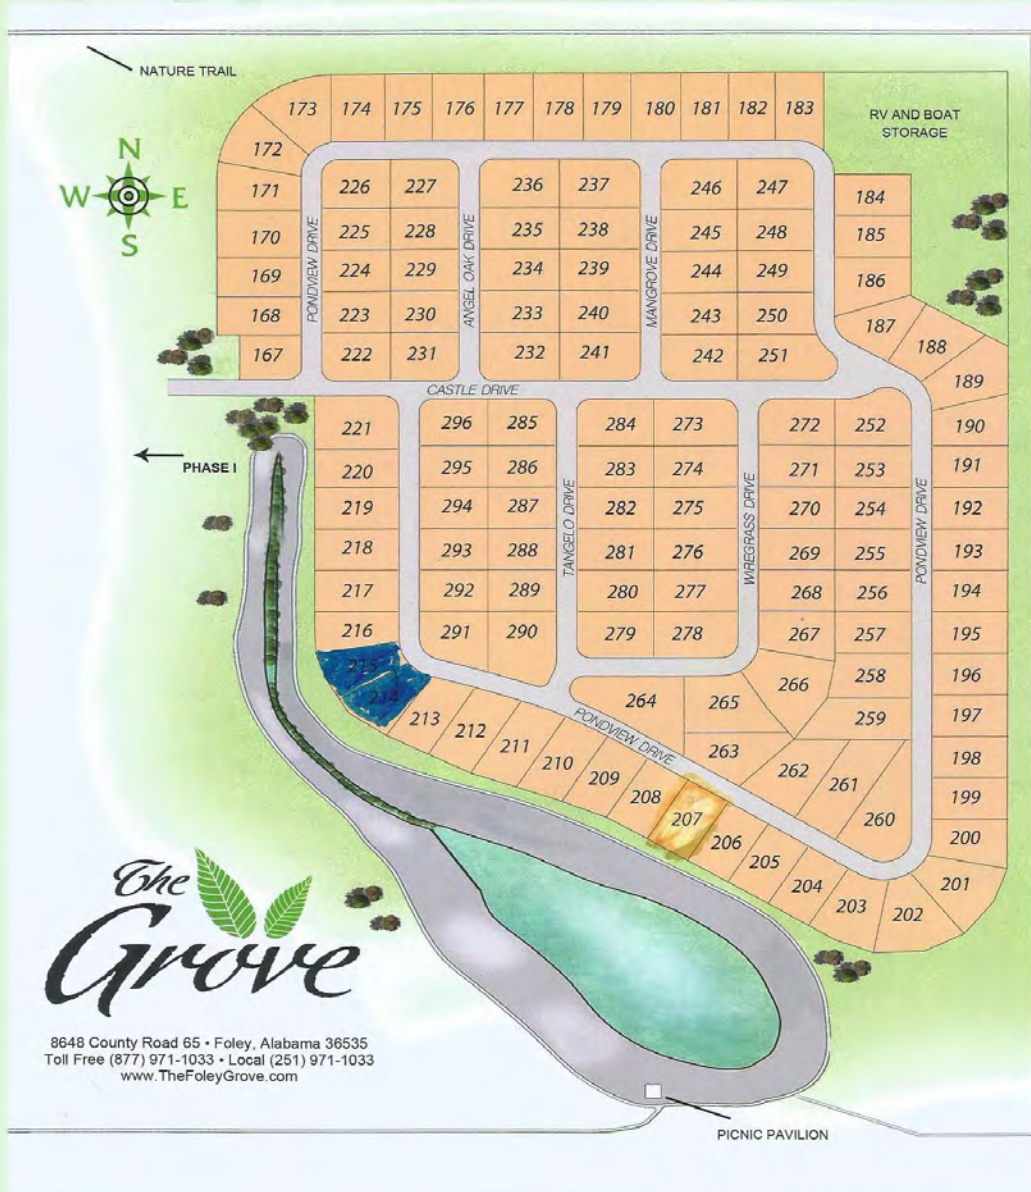 NATURE TRAIL
173 174 175 176 177 178 179 180 181 182 183
RV AND BOAT
STORAGE
172
N
W E
S
171
170
169
168
167
PONDVIEW DRIVE
226 227
225 228
224 229
223 230
222 231
ANGEL OAK DRIVE
236 237
235 238
234 239
233 240
232 241
MANGROVE DRIVE
246 247
245 248
244 249
243 250
242 251
184
185
186
187
188
189
CASTLE DRIVE
PHASE I
221
220
219
218
217
216
215
214
296 285
295 286
294 287
293 288
292 289
291 290
TANGELO DRIVE
284 273
283 274
282 275
281 276
280 277
279 278
WIREGRASS DRIVE
272 252
271 253
270 254
269 255
268 256
267 257
258
259
PONDVIEW DRIVE
190
191
192
193
194
195
196
197
198
199
200
201
264 265 266
263 262 261 260
PONDVIEW DRIVE
213 212 211 210 209 208 207 206 205 204 203 202
The
Grove
8648 County Road 65 • Foley, Alabama 36535
Toll Free (877) 971-1033 • Local (251) 971-1033
www.TheFoleyGrove.com
PICNIC PAVILION